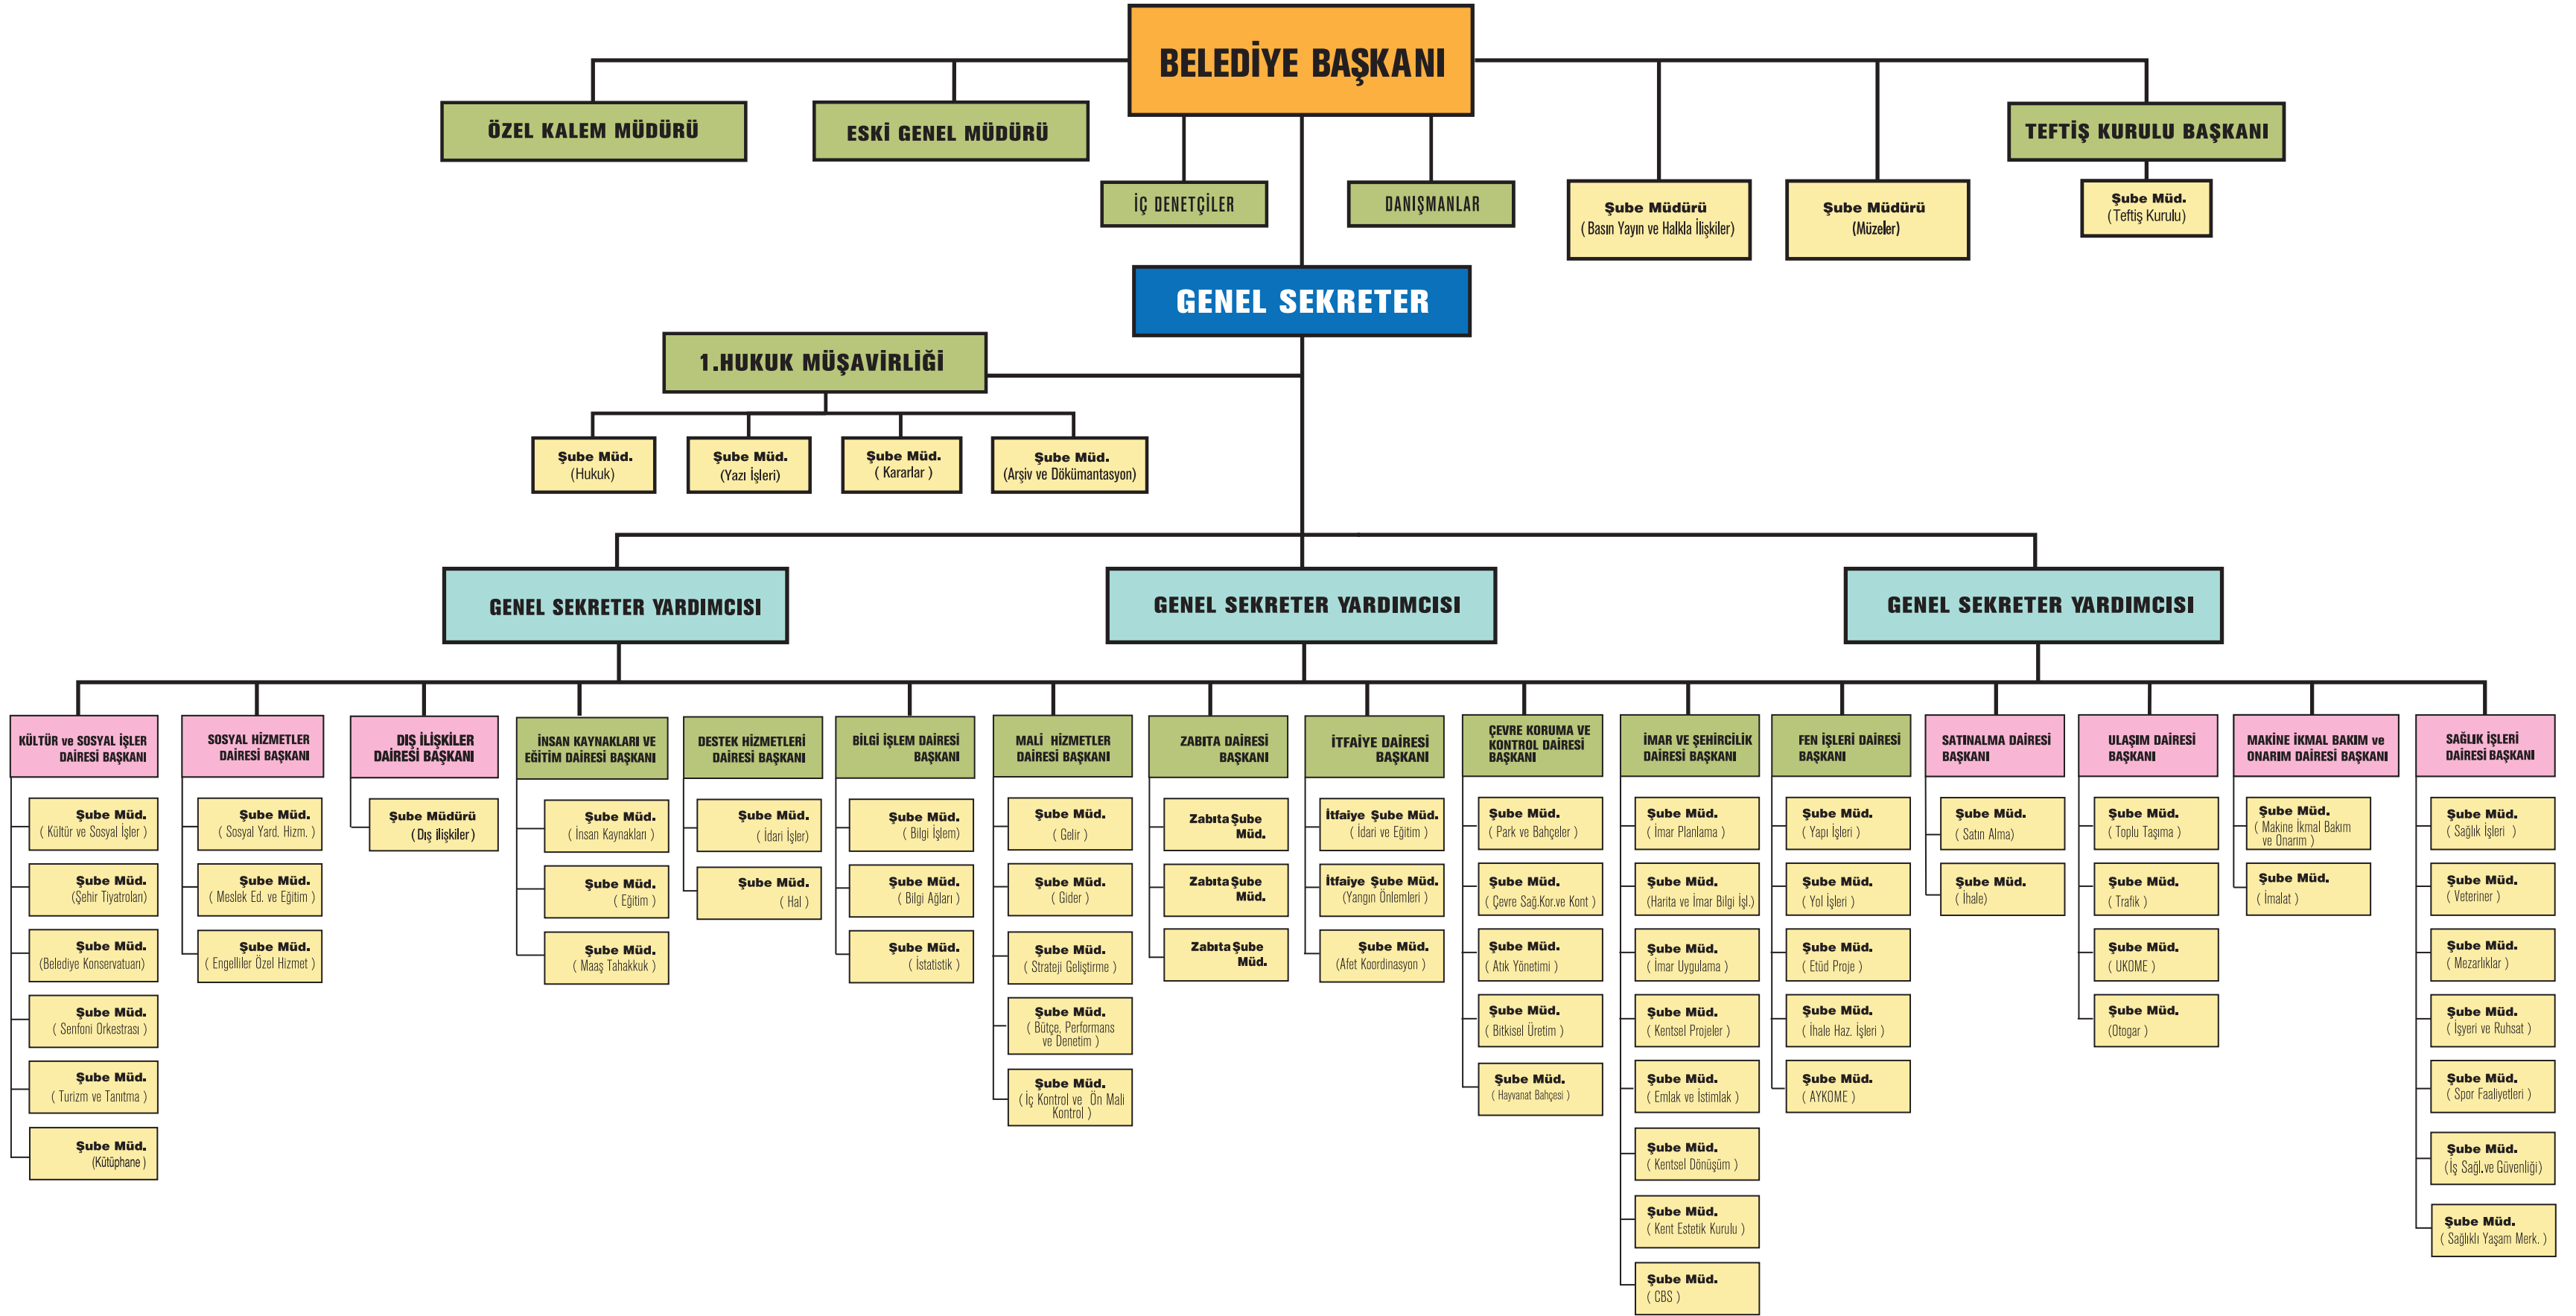 BELEDİYE BAŞKANI
ÖZEL KALEM MÜDÜRÜ
ESKİ GENEL MÜDÜRÜ
TEFTİŞ KURULU BAŞKANI
İÇ DENETÇİLER
DANIŞMANLAR
Şube Müdürü
( Basın Yayın ve Halkla İlişkiler)
Şube Müdürü
(Müzeler)
Şube Müd.
(Teftiş Kurulu)
GENEL SEKRETER
1.HUKUK MÜŞAVİRLİĞİ
Şube Müd.
(Hukuk)
Şube Müd.
(Yazı İşleri)
Şube Müd.
( Kararlar )
Şube Müd.
(Arşiv ve Dökümantasyon)
GENEL SEKRETER YARDIMCISI
GENEL SEKRETER YARDIMCISI
GENEL SEKRETER YARDIMCISI
KÜLTÜR ve SOSYAL İŞLER
DAİRESİ BAŞKANI
Şube Müd.
( Kültür ve Sosyal İşler )
Şube Müd.
(Şehir Tiyatroları)
Şube Müd.
(Belediye Konservatuarı)
Şube Müd.
( Senfoni Orkestrası )
Şube Müd.
( Turizm ve Tanıtma )
Şube Müd.
(Kütüphane )
SOSYAL HİZMETLER
DAİRESİ BAŞKANI
Şube Müd.
( Sosyal Yard. Hizm. )
Şube Müd.
( Meslek Ed. ve Eğitim )
Şube Müd.
( Engelliler Özel Hizmet )
DIŞ İLİŞKİLER
DAİRESİ BAŞKANI
Şube Müdürü
(Dış ilişkiler)
İNSAN KAYNAKLARI VE
EĞİTİM DAİRESİ BAŞKANI
Şube Müd.
( İnsan Kaynakları )
Şube Müd.
( Eğitim )
Şube Müd.
( Maaş Tahakkuk )
DESTEK HİZMETLERİ
DAİRESİ BAŞKANI
Şube Müd.
(İdari İşler)
Şube Müd.
( Hal )
BİLGİ İŞLEM DAİRESİ
BAŞKANI
Şube Müd.
( Bilgi İşlem)
Şube Müd.
( Bilgi Ağları )
Şube Müd.
( İstatistik )
MALİ HİZMETLER
DAİRESİ BAŞKANI
Şube Müd.
( Gelir )
Şube Müd.
( Gider )
Şube Müd.
( Strateji Geliştirme )
Şube Müd.
( Bütçe, Performans
ve Denetim )
Şube Müd.
( İç Kontrol ve Ön Mali
Kontrol )
ZABITA DAİRESİ
BAŞKANI
Zabıta Şube
Müd.
Zabıta Şube
Müd.
Zabıta Şube
Müd.
İTFAİYE DAİRESİ
BAŞKANI
İtfaiye Şube Müd.
( İdari ve Eğitim )
İtfaiye Şube Müd.
(Yangın Önlemleri )
Şube Müd.
(Afet Koordinasyon )
ÇEVRE KORUMA VE
KONTROL DAİRESİ
BAŞKANI
Şube Müd.
( Park ve Bahçeler )
Şube Müd.
( Çevre Sağ.Kor.ve Kont )
Şube Müd.
( Atık Yönetimi )
Şube Müd.
( Bitkisel Üretim )
Şube Müd.
( Hayvanat Bahçesi )
İMAR VE ŞEHİRCİLİK
DAİRESİ BAŞKANI
Şube Müd.
( İmar Planlama )
Şube Müd.
(Harita ve İmar Bilgi İşl.)
Şube Müd.
( İmar Uygulama )
Şube Müd.
( Kentsel Projeler )
Şube Müd.
( Emlak ve İstimlak )
Şube Müd.
( Kentsel Dönüşüm )
Şube Müd.
( Kent Estetik Kurulu )
Şube Müd.
( CBS )
FEN İŞLERİ DAİRESİ
BAŞKANI
Şube Müd.
( Yapı İşleri )
Şube Müd.
( Yol İşleri )
Şube Müd.
( Etüd Proje )
Şube Müd.
( İhale Haz. İşleri )
Şube Müd.
( AYKOME )
SATINALMA DAİRESİ
BAŞKANI
Şube Müd.
( Satın Alma)
Şube Müd.
( İhale)
ULAŞIM DAİRESİ
BAŞKANI
Şube Müd.
( Toplu Taşıma )
Şube Müd.
( Trafik )
Şube Müd.
( UKOME )
Şube Müd.
(Otogar )
MAKİNE İKMAL BAKIM ve
ONARIM DAİRESİ BAŞKANI
Şube Müd.
( Makine İkmal Bakım
ve Onarım )
Şube Müd.
( İmalat )
SAĞLIK İŞLERİ
DAİRESİ BAŞKANI
Şube Müd.
( Sağlık İşleri )
Şube Müd.
( Veteriner )
Şube Müd.
( Mezarlıklar )
Şube Müd.
( İşyeri ve Ruhsat )
Şube Müd.
( Spor Faaliyetleri )
Şube Müd.
(İş Sağl.ve Güvenliği)
Şube Müd.
( Sağlıklı Yaşam Merk. )